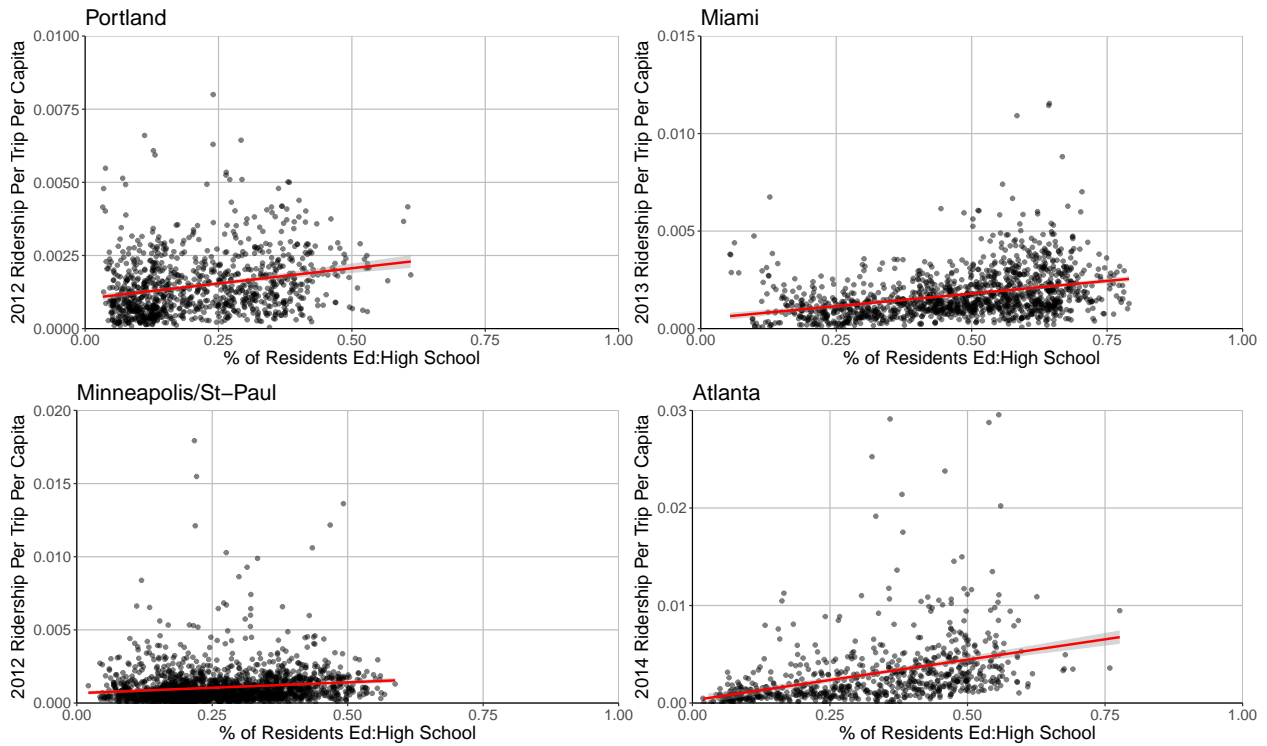 Portland
2012 Ridership Per Trip Per Capita
0.0100
0.0075
0.0050
0.0025
0.0000
0.00 0.25 0.50 0.75 1.00
% of Residents Ed:High School
Miami
2013 Ridership Per Trip Per Capita
0.015
0.010
0.005
0.000
0.00 0.25 0.50 0.75 1.00
% of Residents Ed:High School
Minneapolis/St−Paul
2012 Ridership Per Trip Per Capita
0.020
0.015
0.010
0.005
0.000
0.00 0.25 0.50 0.75 1.00
% of Residents Ed:High School
Atlanta
2014 Ridership Per Trip Per Capita
0.03
0.02
0.01
0.00
0.00 0.25 0.50 0.75 1.00
% of Residents Ed:High School